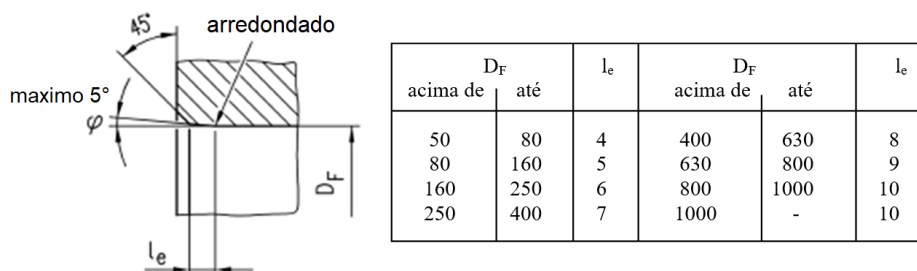 45°
arredondado
maximo 5°
φ
D_F
l_e
D_F l_e D_F l_e
acima de até acima de até
50 80 4 400 630 8
80 160 5 630 800 9
160 250 6 800 1000 10
250 400 7 1000 - 10